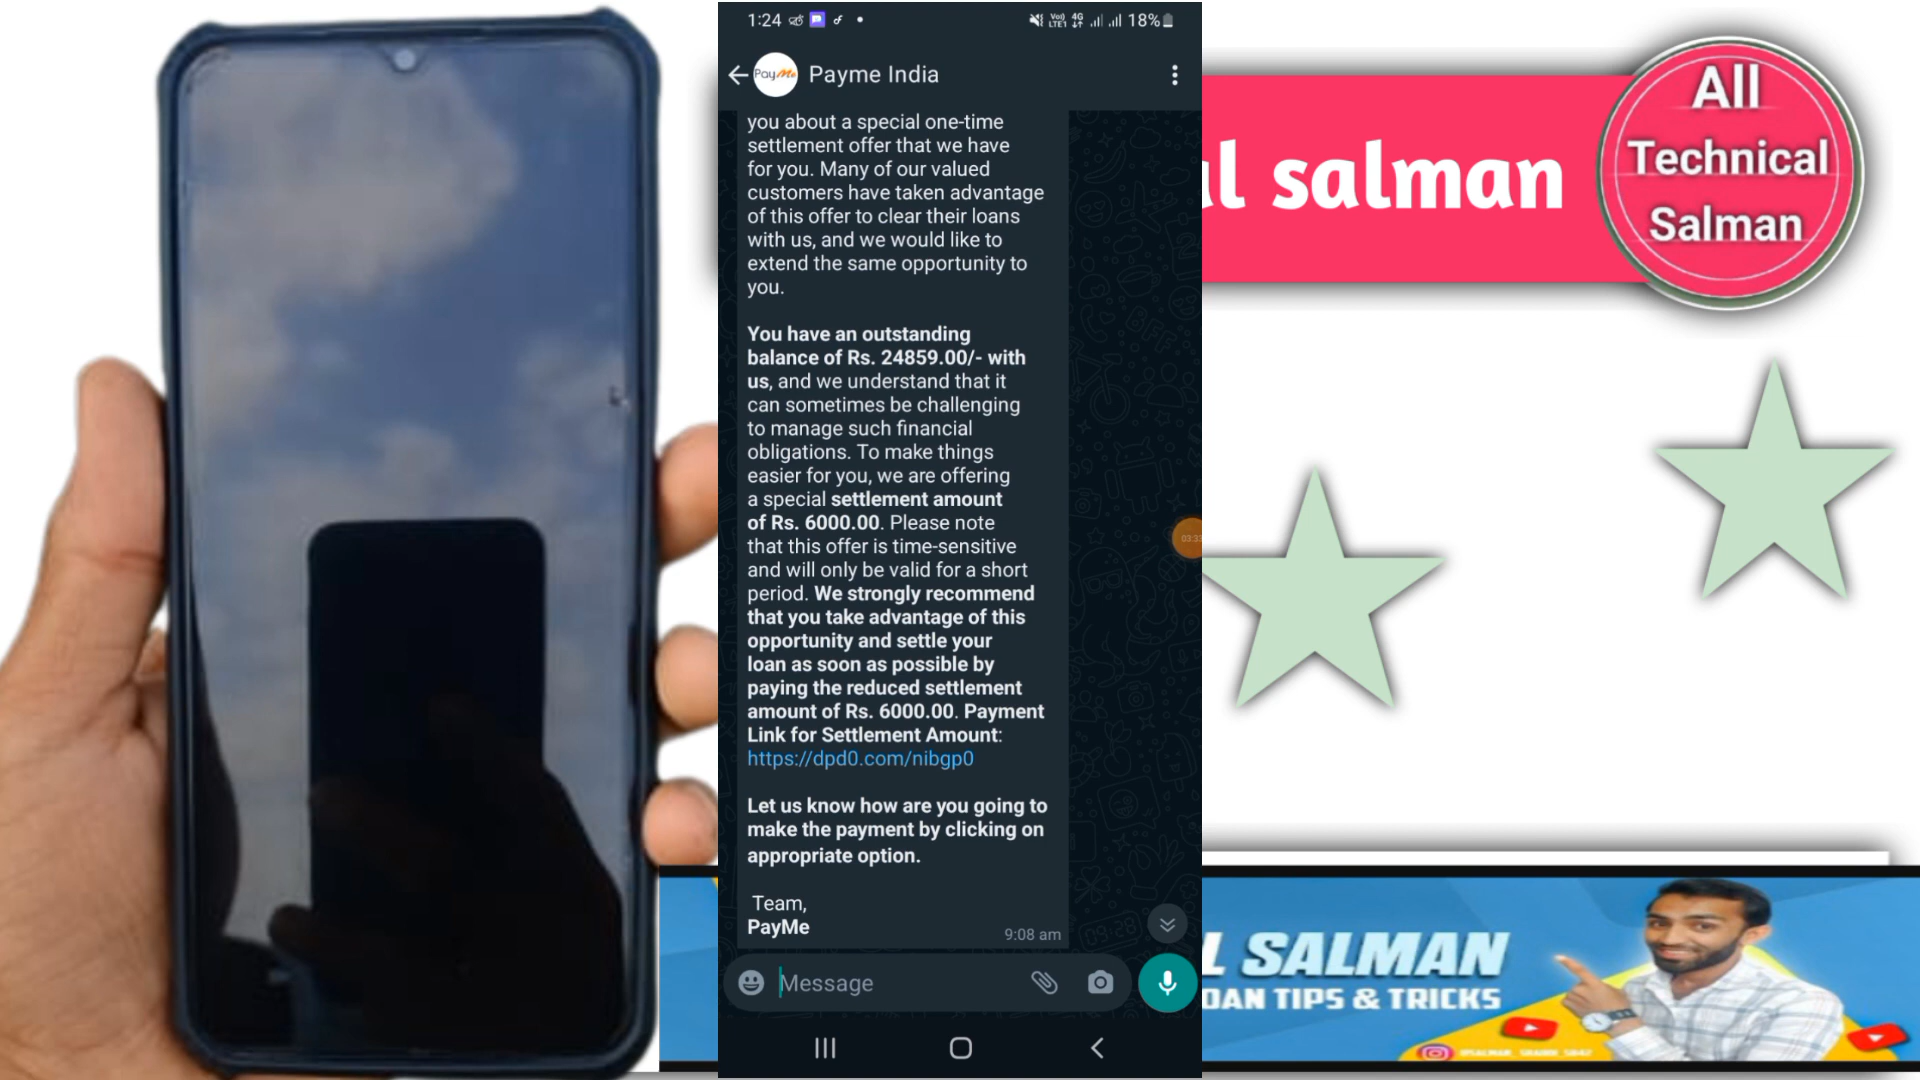 1:24
18%
PayMe
Payme India
you about a special one-time
settlement offer that we have
for you. Many of our valued
customers have taken advantage
of this offer to clear their loans
with us, and we would like to
extend the same opportunity to
you.
You have an outstanding
balance of Rs. 24859.00/- with
us, and we understand that it
can sometimes be challenging
to manage such financial
obligations. To make things
easier for you, we are offering
a special settlement amount
of Rs. 6000.00. Please note
that this offer is time-sensitive
and will only be valid for a short
period. We strongly recommend
that you take advantage of this
opportunity and settle your
loan as soon as possible by
paying the reduced settlement
amount of Rs. 6000.00. Payment
Link for Settlement Amount:
https://dpd0.com/nibgp0
Let us know how are you going to
make the payment by clicking on
appropriate option.
Team,
PayMe
9:08 am
Message
l salman
All
Technical
Salman
L SALMAN
OAN TIPS & TRICKS